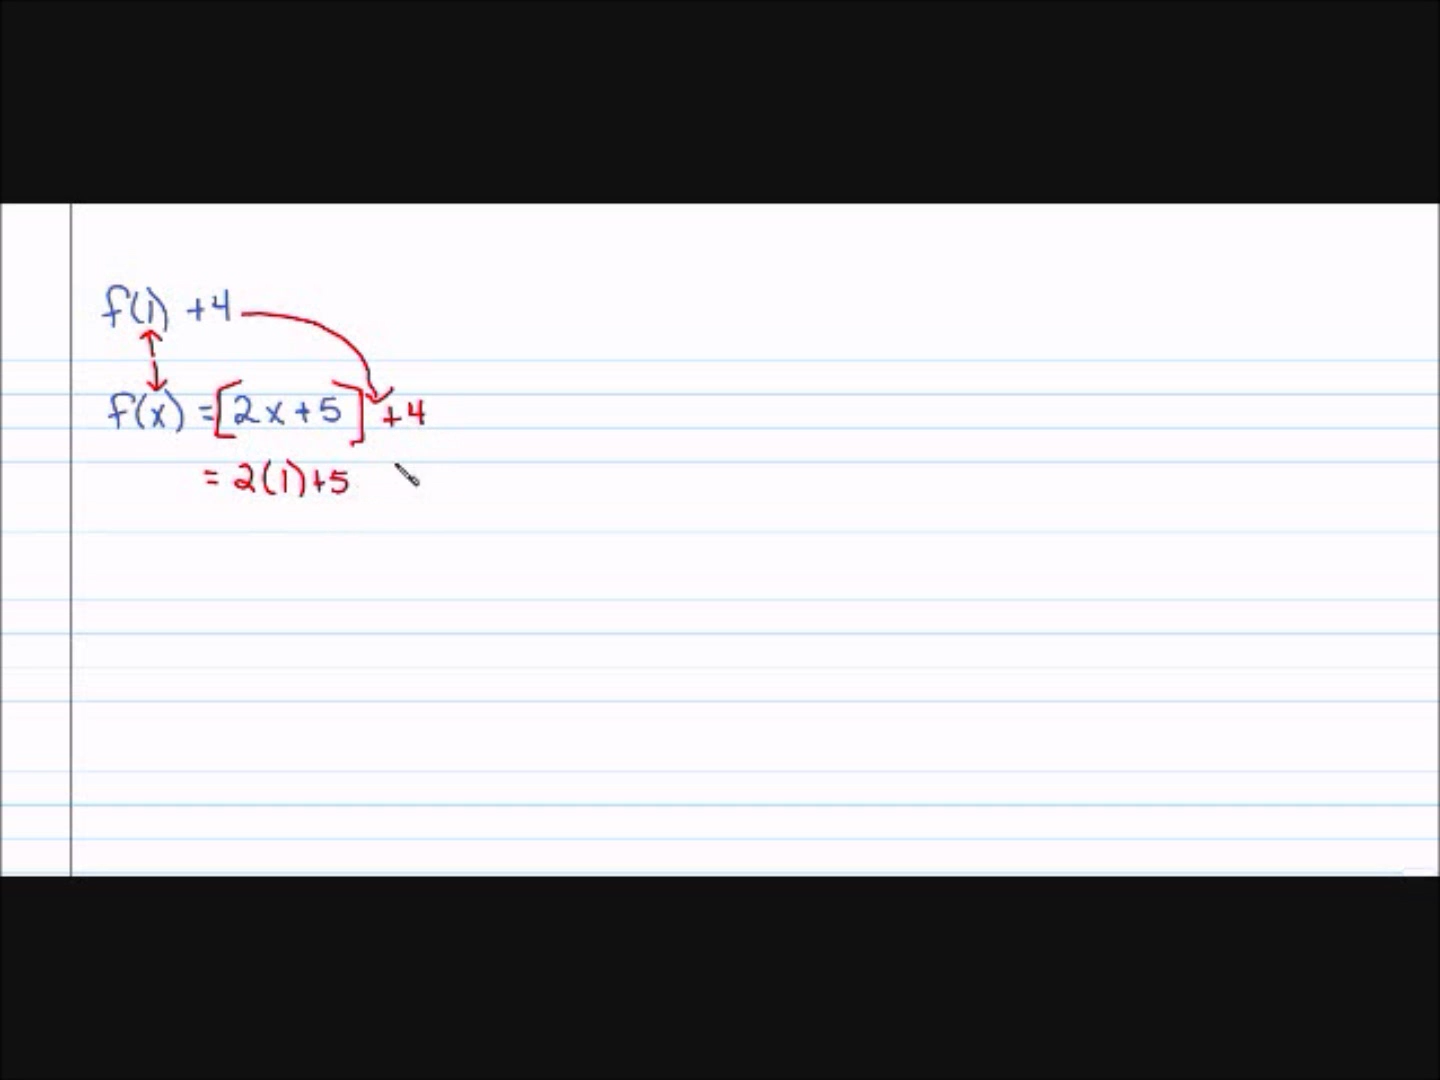 f(1) +4
f(x) = [2x+5] +4
= 2(1)+5